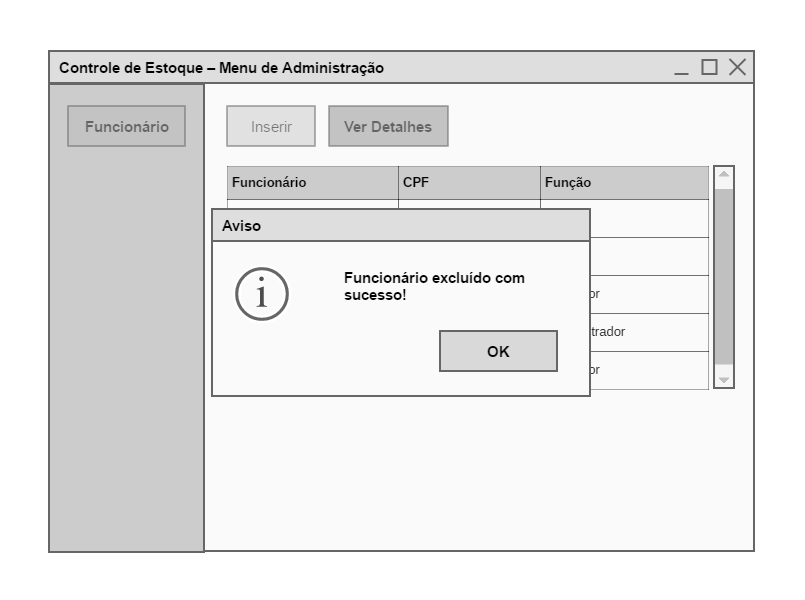 Controle de Estoque – Menu de Administração
Funcionário
Inserir
Ver Detalhes
Funcionário CPF Função
Aviso
Funcionário excluído com
sucesso!
OK
or
trador
or